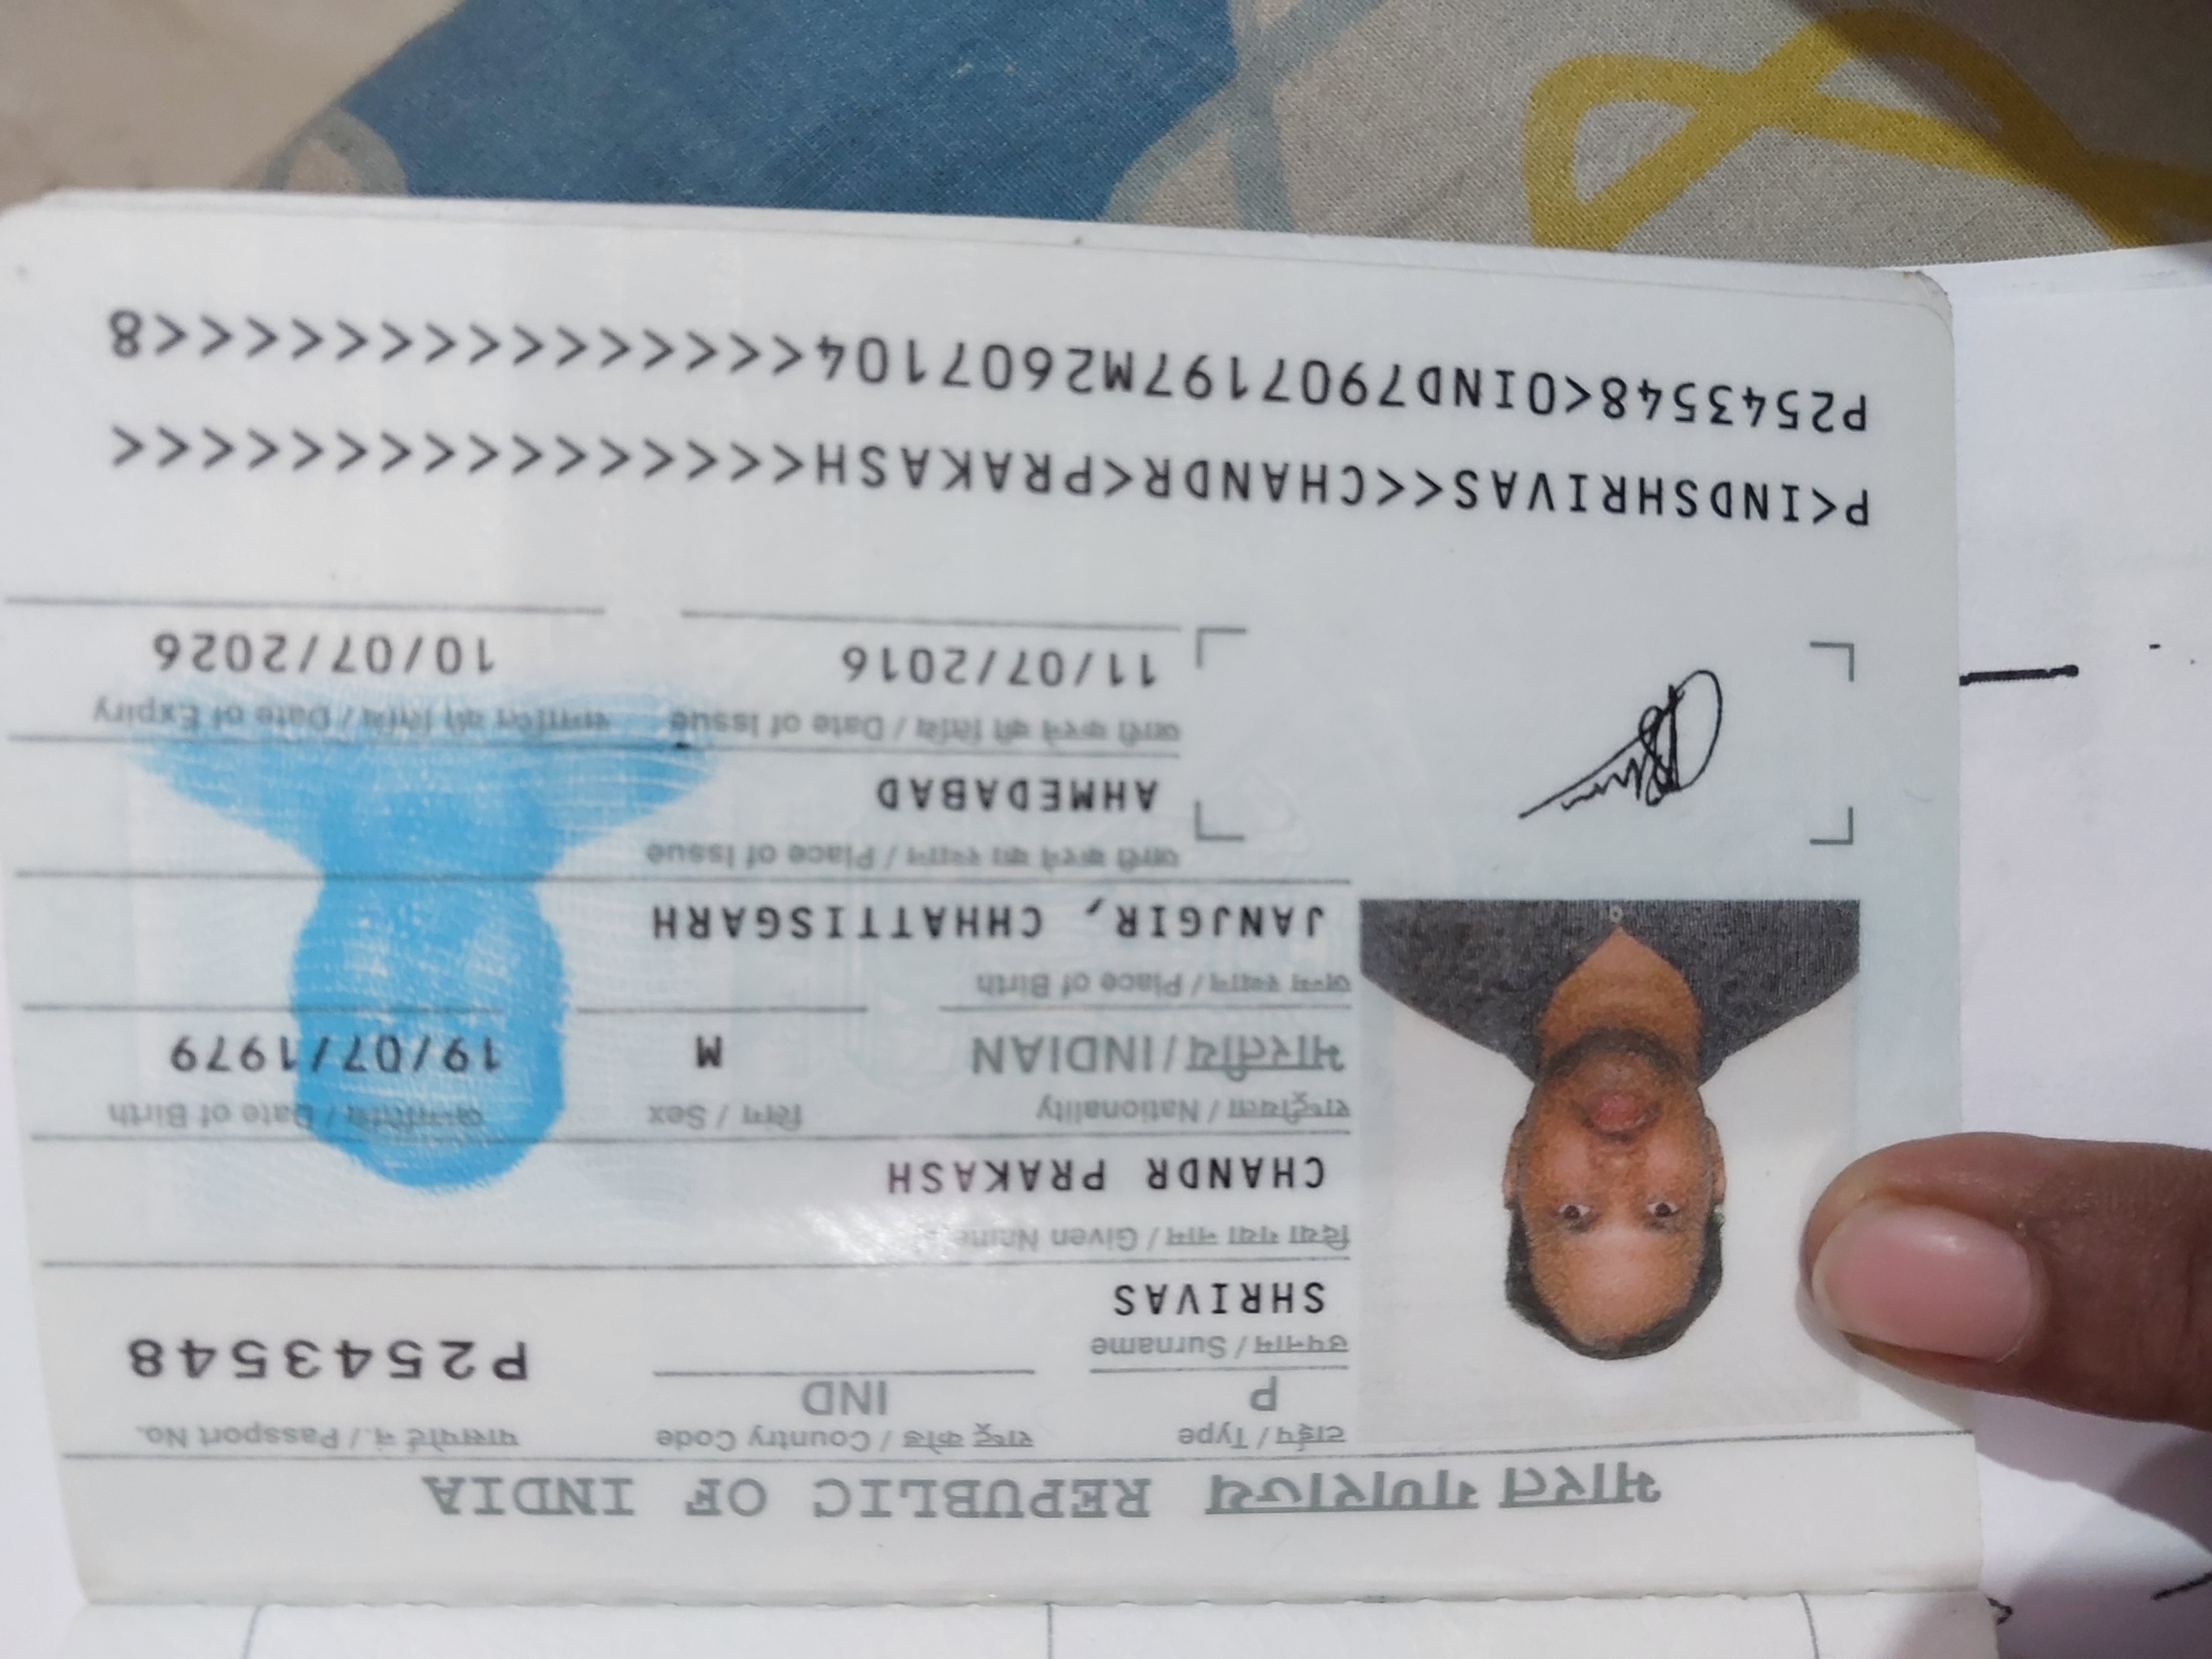 भारत गणराज्य REPUBLIC OF INDIA
टाईप / Type
राष्ट्र कोड / Country Code
पासपोर्ट नं. / Passport No.
P
IND
P2543548
उपनाम / Surname
SHRIVAS
दिया गया नाम / Given Name
CHANDR PRAKASH
राष्ट्रीयता / Nationality
लिंग / Sex
जन्मतिथि / Date of Birth
भारतीय / INDIAN
M
19/07/1979
जन्म स्थान / Place of Birth
JANJGIR, CHHATTISGARH
जारी करने का स्थान / Place of Issue
AHMEDABAD
जारी करने की तिथि / Date of Issue
समाप्ति की तिथि / Date of Expiry
11/07/2016
10/07/2026
P<INDSHRIVAS<<CHANDR<PRAKASH<<<<<<<<<<<<<<<<
P2543548<0IND7907197M2607104<<<<<<<<<<<<<<<8